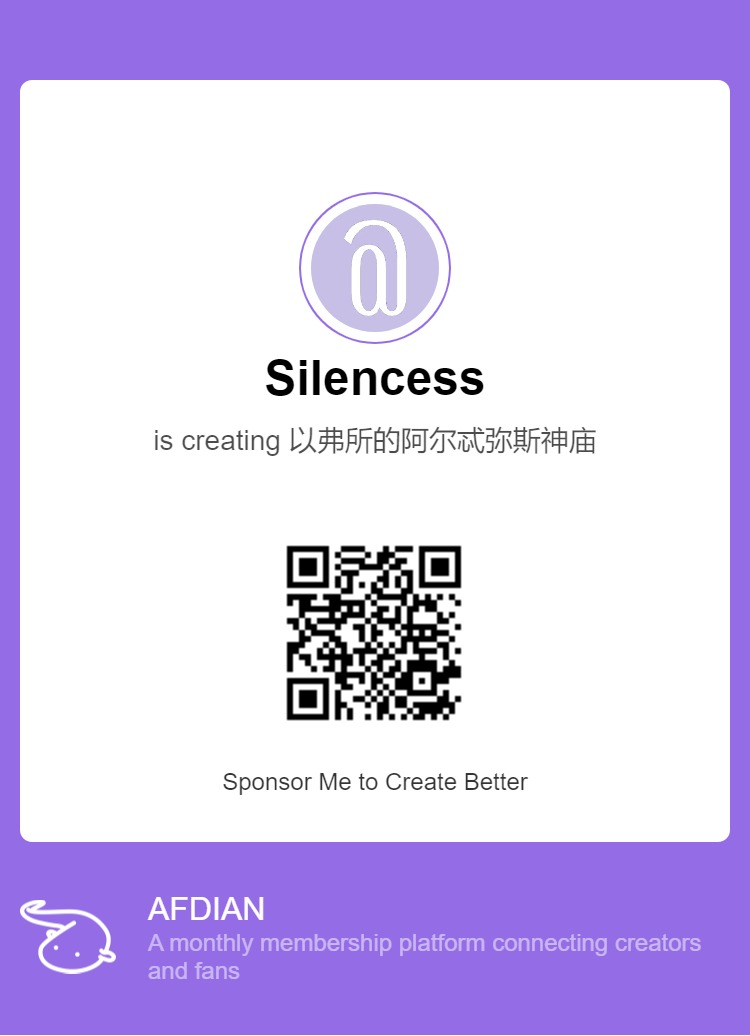 Silencess
is creating 以弗所的阿尔忒弥斯神庙
Sponsor Me to Create Better
AFDIAN
A monthly membership platform connecting creators
and fans